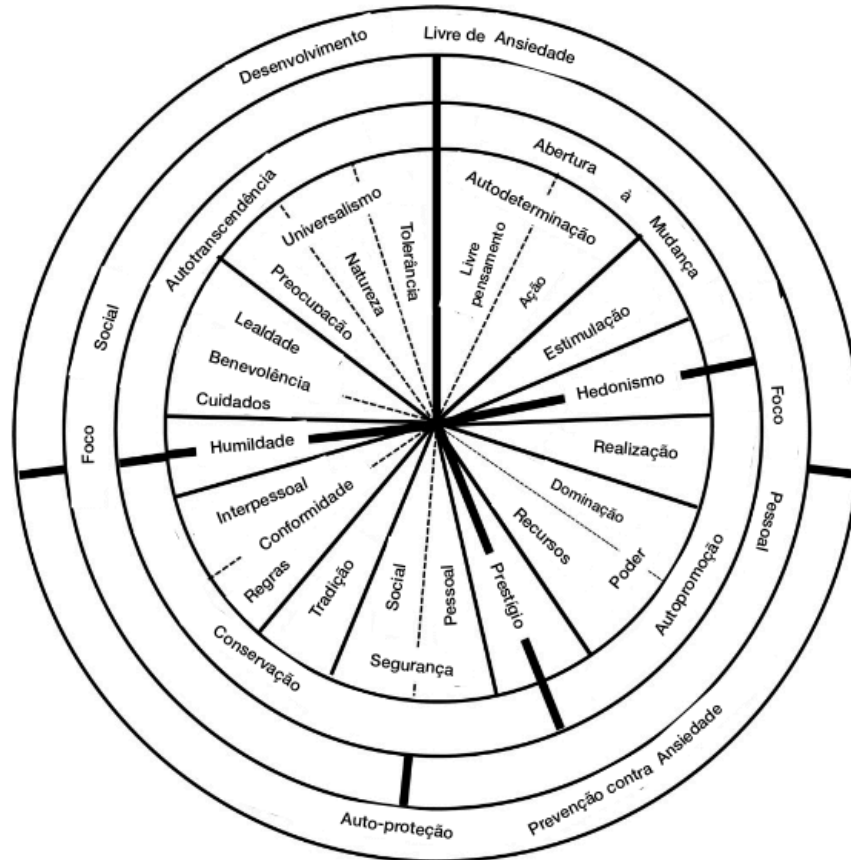 Desenvolvimento
Livre de Ansiedade
Abertura à Mudança
Autotranscendência
Universalismo
Tolerância
Natureza
Preocupação
Autodeterminação
Livre pensamento
Ação
Estimulação
Social
Lealdade
Benevolência
Cuidados
Hedonismo
Foco
Foco
Humildade
Realização
Interpessoal
Conformidade
Regras
Dominação
Recursos
Poder
Pessoal
Prestígio
Tradição
Social
Pessoal
Segurança
Conservação
Autopromoção
Auto-proteção
Prevenção contra Ansiedade